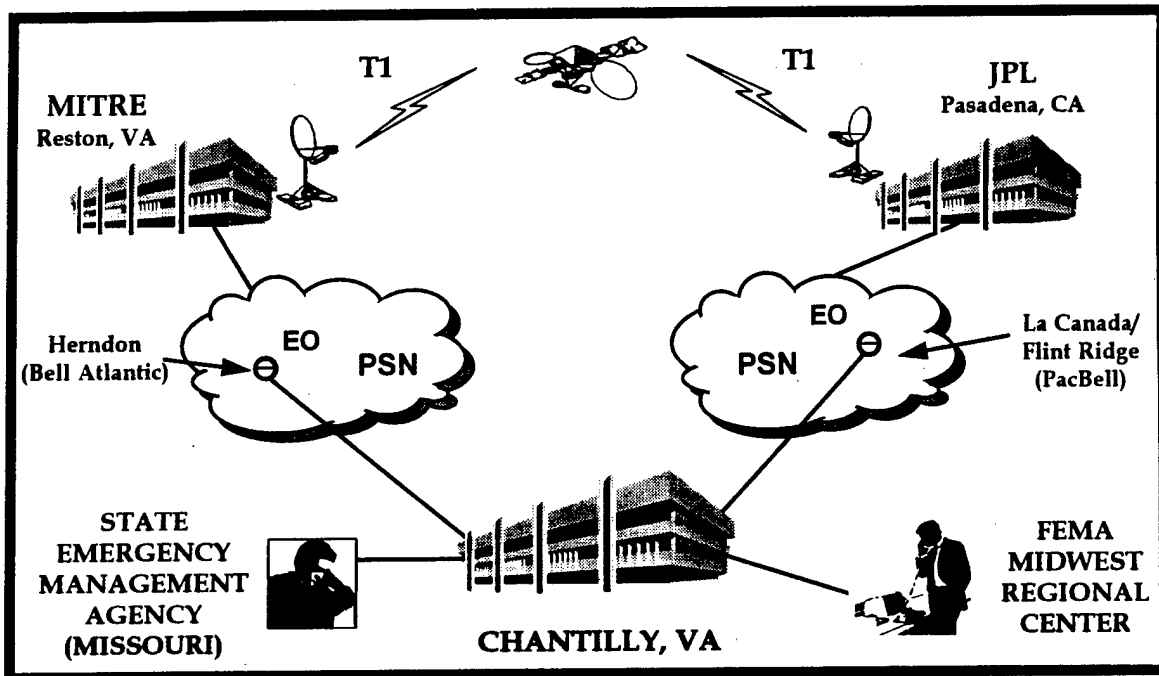 T1
T1
MITRE
Reston, VA
JPL
Pasadena, CA
EO
PSN
Herndon
(Bell Atlantic)
EO
PSN
La Canada/
Flint Ridge
(PacBell)
STATE
EMERGENCY
MANAGEMENT
AGENCY
(MISSOURI)
CHANTILLY, VA
FEMA
MIDWEST
REGIONAL
CENTER